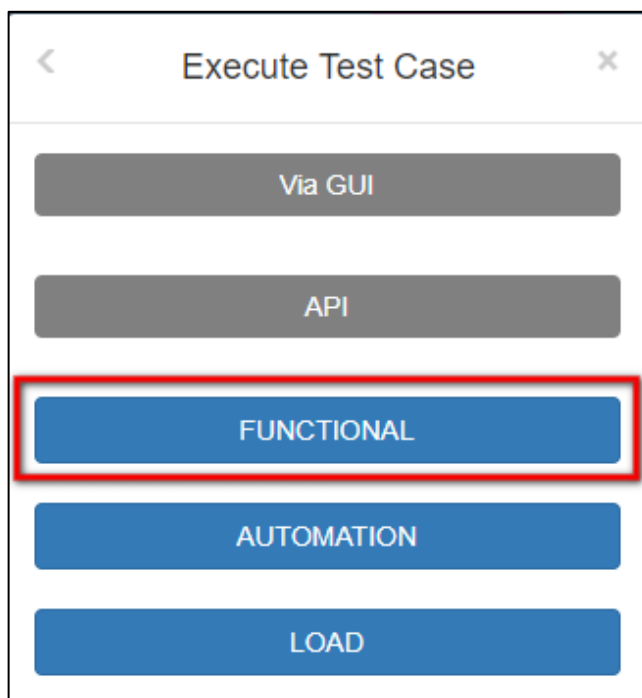 Execute Test Case
Via GUI
API
FUNCTIONAL
AUTOMATION
LOAD